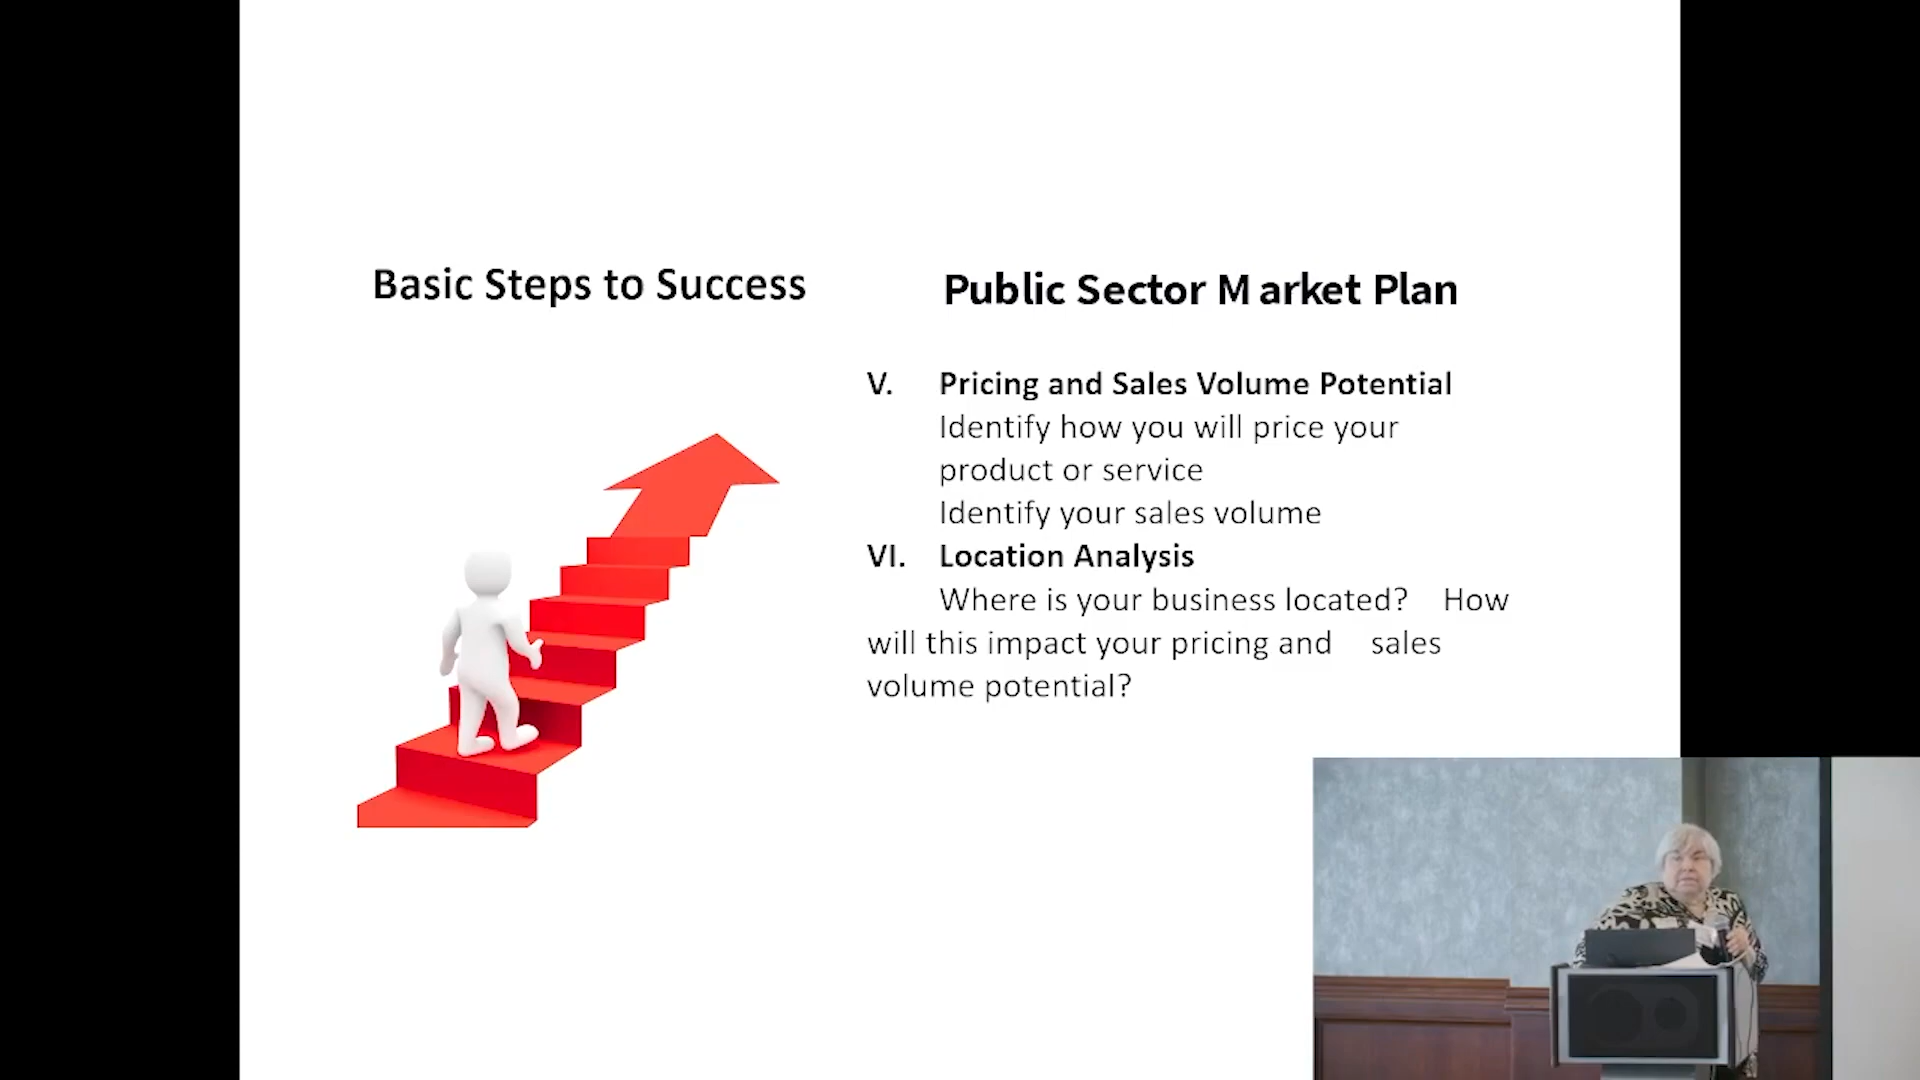 Basic Steps to Success
Public Sector Market Plan
V. Pricing and Sales Volume Potential
Identify how you will price your
product or service
Identify your sales volume
VI. Location Analysis
Where is your business located? How
will this impact your pricing and sales
volume potential?